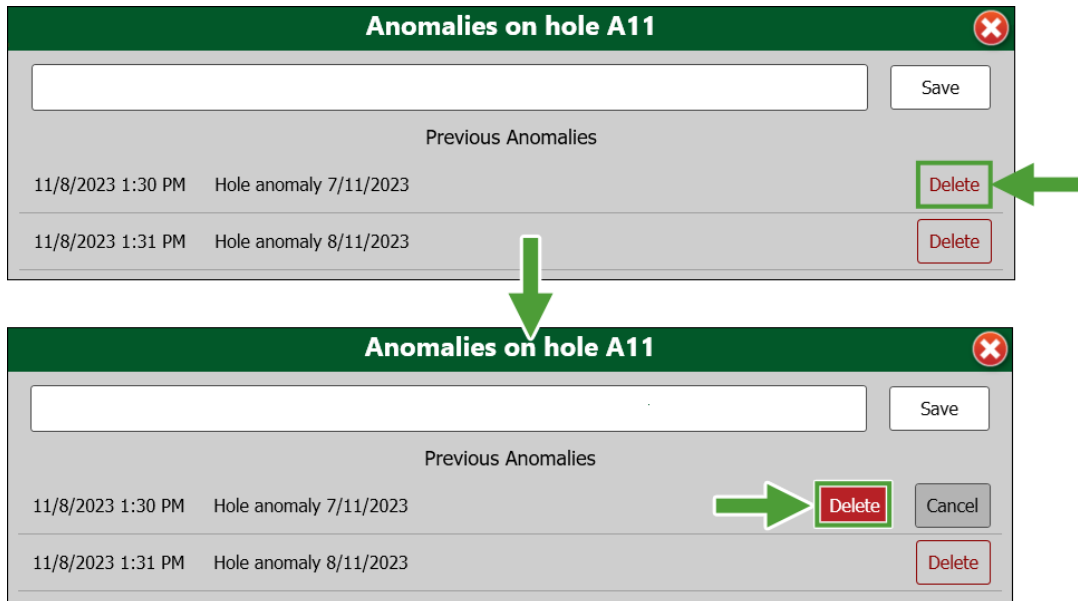 Anomalies on hole A11
Save
Previous Anomalies
11/8/2023 1:30 PM Hole anomaly 7/11/2023 Delete
11/8/2023 1:31 PM Hole anomaly 8/11/2023 Delete
Anomalies on hole A11
Save
Previous Anomalies
11/8/2023 1:30 PM Hole anomaly 7/11/2023 Delete Cancel
11/8/2023 1:31 PM Hole anomaly 8/11/2023 Delete